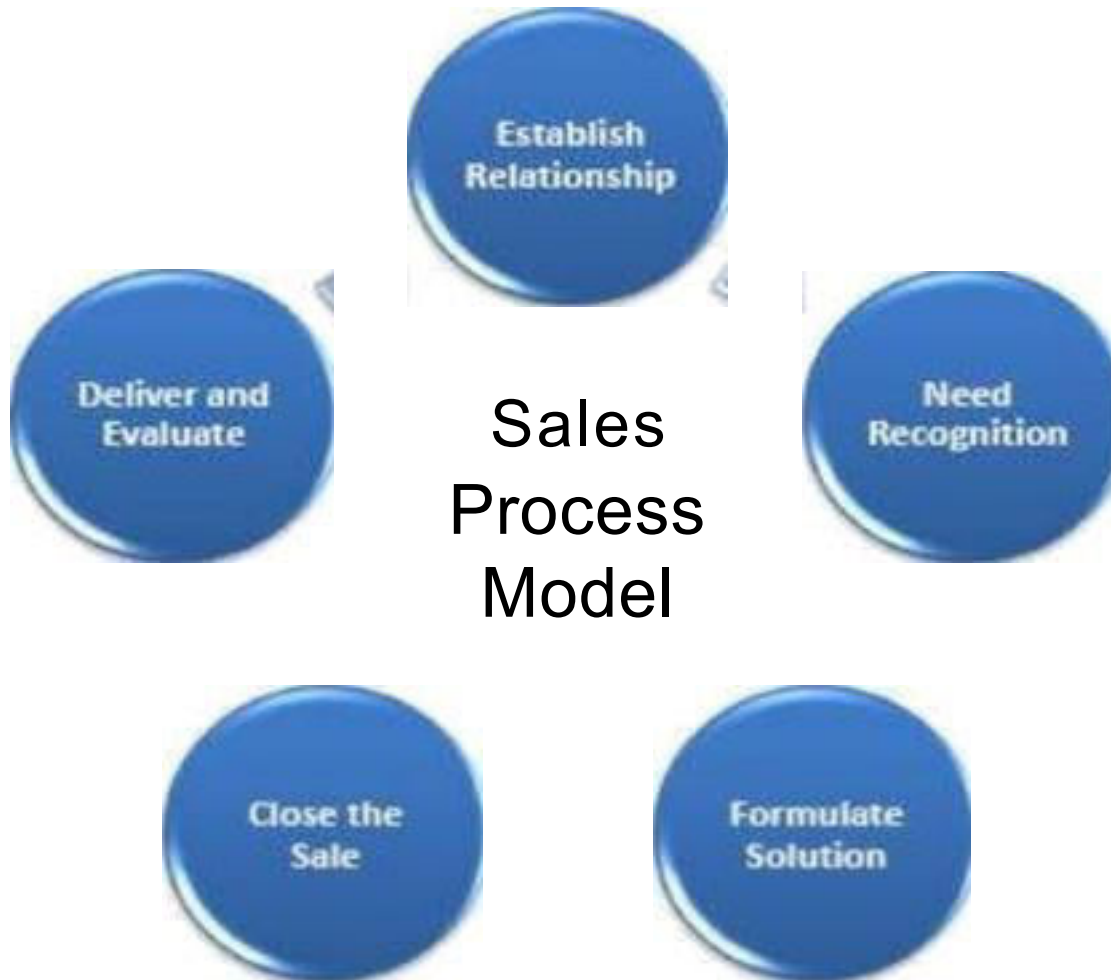 Establish
Relationship
Deliver and
Evaluate
Sales
Process
Model
Need
Recognition
Close the
Sale
Formulate
Solution